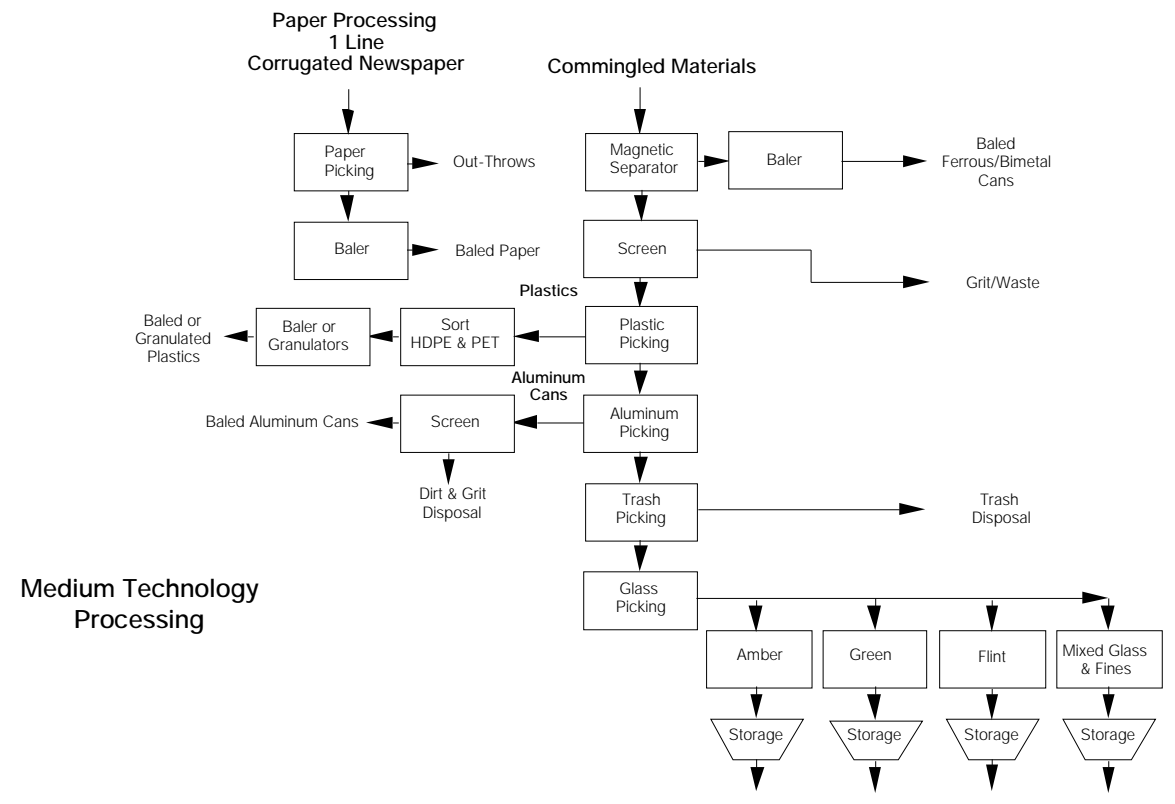 Paper Processing
1 Line
Corrugated Newspaper
Commingled Materials
Paper
Picking
Out-Throws
Magnetic
Separator
Baler
Baled
Ferrous/Bimetal
Cans
Baler
Baled Paper
Screen
Grit/Waste
Plastics
Baled or
Granulated
Plastics
Baler or
Granulators
Sort
HDPE & PET
Plastic
Picking
Aluminum
Cans
Baled Aluminum Cans
Screen
Aluminum
Picking
Dirt & Grit
Disposal
Trash
Picking
Trash
Disposal
Medium Technology
Processing
Glass
Picking
Amber
Green
Flint
Mixed Glass
& Fines
Storage
Storage
Storage
Storage